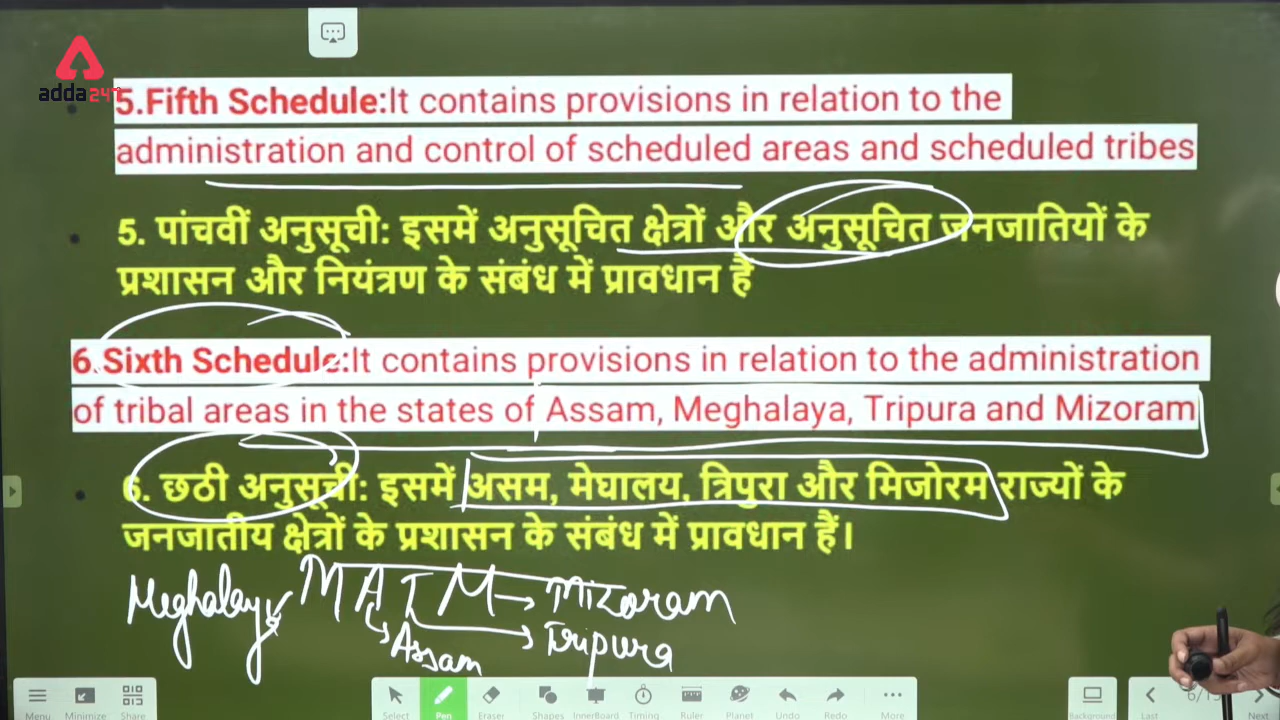 adda247
5.Fifth Schedule:It contains provisions in relation to the
administration and control of scheduled areas and scheduled tribes
5. पांचवीं अनुसूची: इसमें अनुसूचित क्षेत्रों और अनुसूचित जनजातियों के
प्रशासन और नियंत्रण के संबंध में प्रावधान हैं
6.Sixth Schedule:It contains provisions in relation to the administration
of tribal areas in the states of Assam, Meghalaya, Tripura and Mizoram
6. छठी अनुसूची: इसमें असम, मेघालय, त्रिपुरा और मिजोरम राज्यों के
जनजातीय क्षेत्रों के प्रशासन के संबंध में प्रावधान हैं।
Meghalaya M A T M Mizoram
Assam Tripura
Menu Minimize Share Select Pen Eraser Shapes InnerBoard Timing Ruler Planet Undo Redo More. Background Last Next